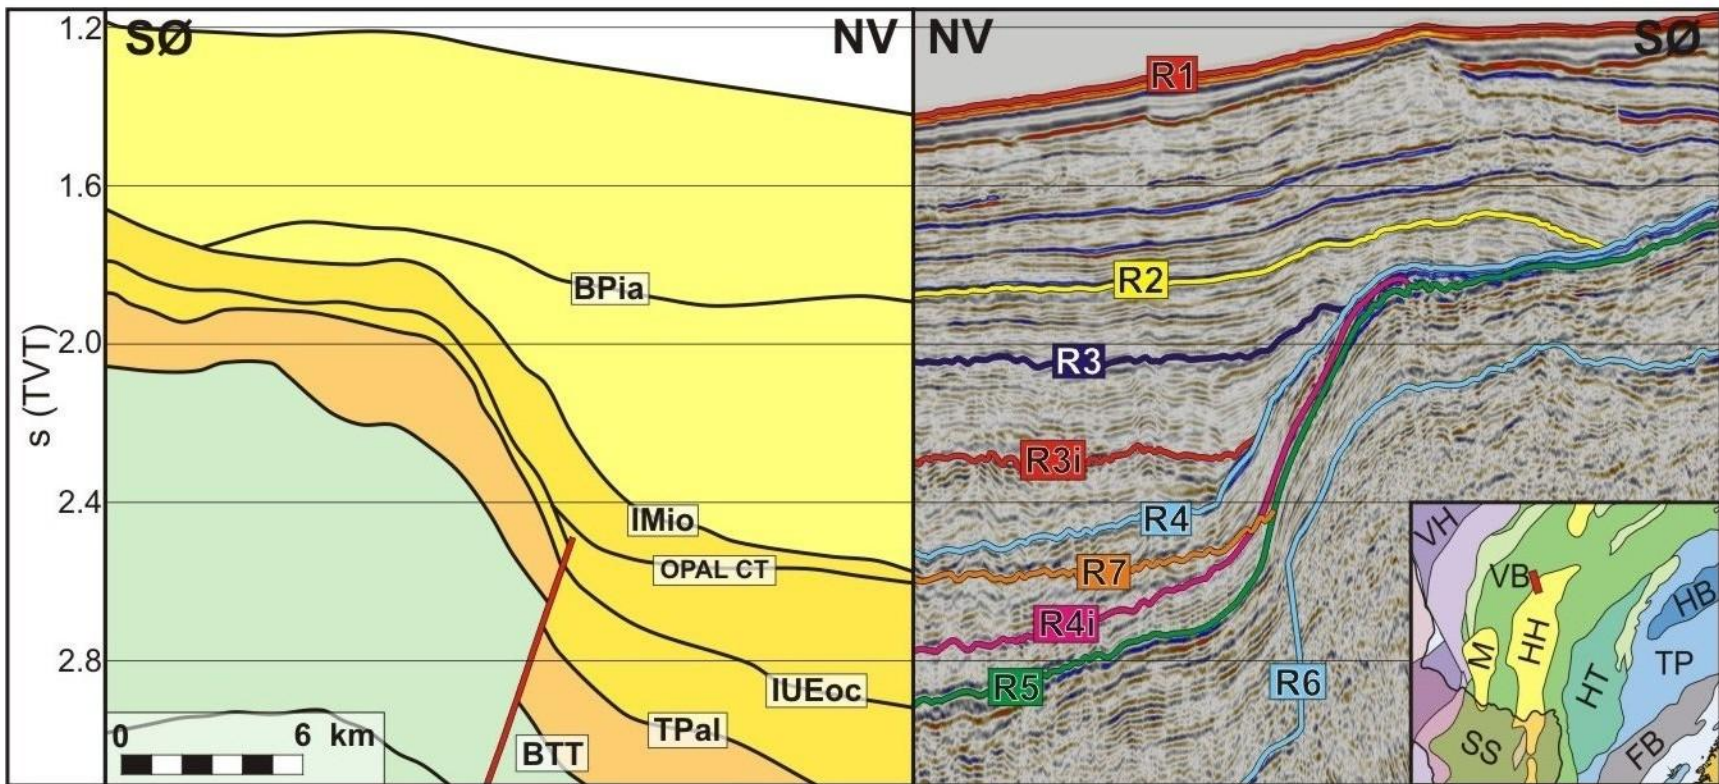 SØ
NV
NV
SØ
1.2
1.6
2.0
2.4
2.8
s (TVT)
BPia
IMio
OPAL CT
IUEoc
TPal
BTT
0 6 km
R1
R2
R3
R3i
R4
R7
R4i
R5
R6
VH
VB
HB
M
HH
HT
TP
SS
FB